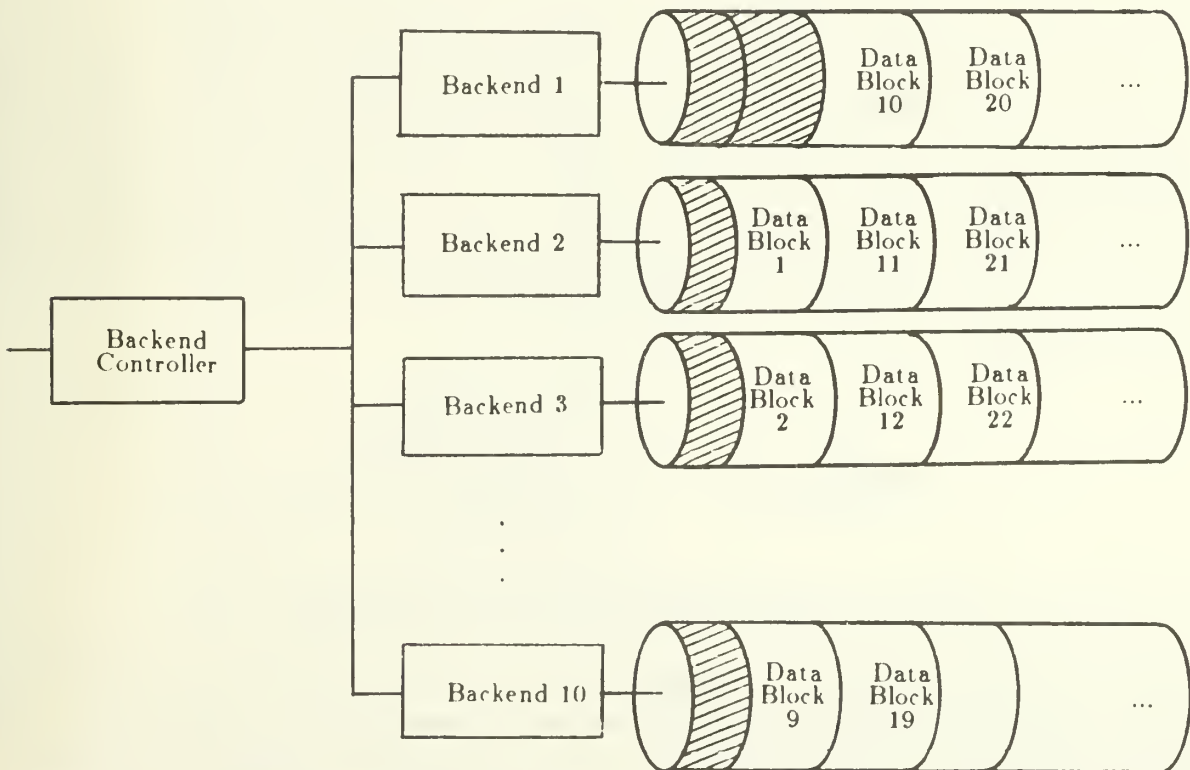 Backend 1
Data
Block
10
Data
Block
20
...
Backend 2
Data
Block
1
Data
Block
11
Data
Block
21
...
Backend
Controller
Backend 3
Data
Block
2
Data
Block
12
Data
Block
22
...
Backend 10
Data
Block
9
Data
Block
19
...